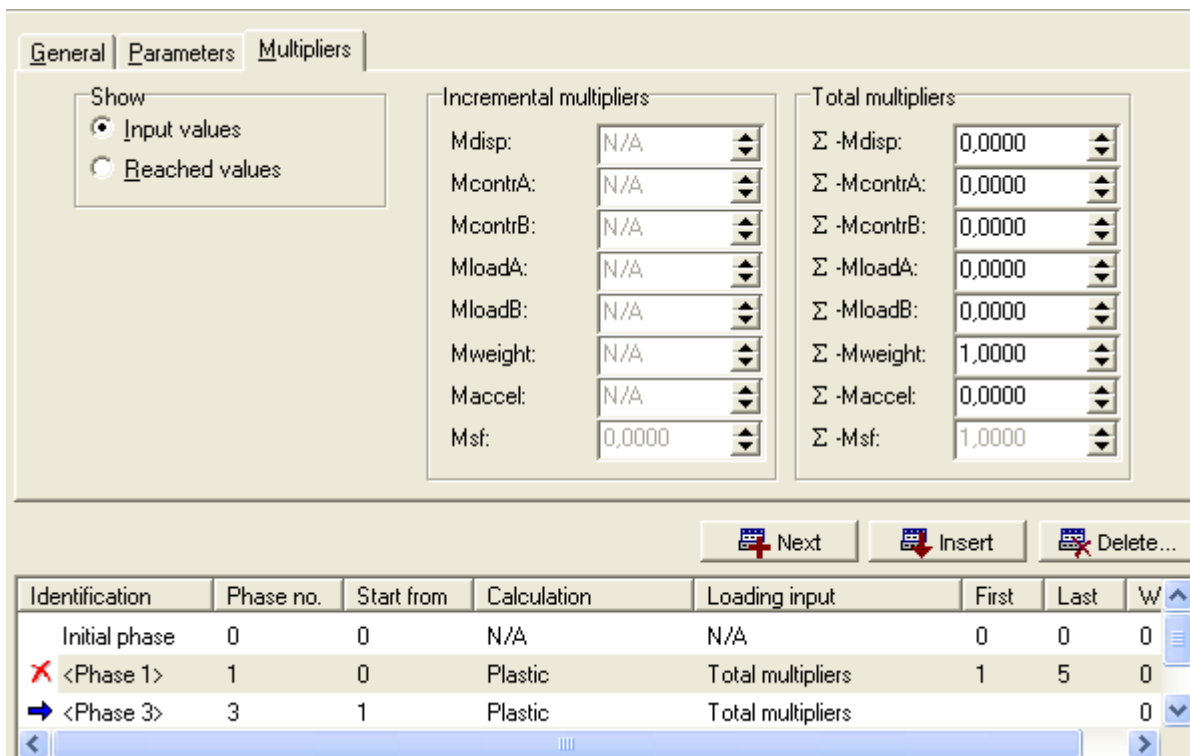 General Parameters Multipliers
Show
Input values
Reached values
Incremental multipliers
Mdisp: N/A
McontrA: N/A
McontrB: N/A
MloadA: N/A
MloadB: N/A
Mweight: N/A
Maccel: N/A
Msf: 0,0000
Total multipliers
Σ -Mdisp: 0,0000
Σ -McontrA: 0,0000
Σ -McontrB: 0,0000
Σ -MloadA: 0,0000
Σ -MloadB: 0,0000
Σ -Mweight: 1,0000
Σ -Maccel: 0,0000
Σ -Msf: 1,0000
Next Insert Delete...
Identification Phase no. Start from Calculation Loading input First Last W
Initial phase 0 0 N/A N/A 0 0 0
<Phase 1> 1 0 Plastic Total multipliers 1 5 0
<Phase 3> 3 1 Plastic Total multipliers 0